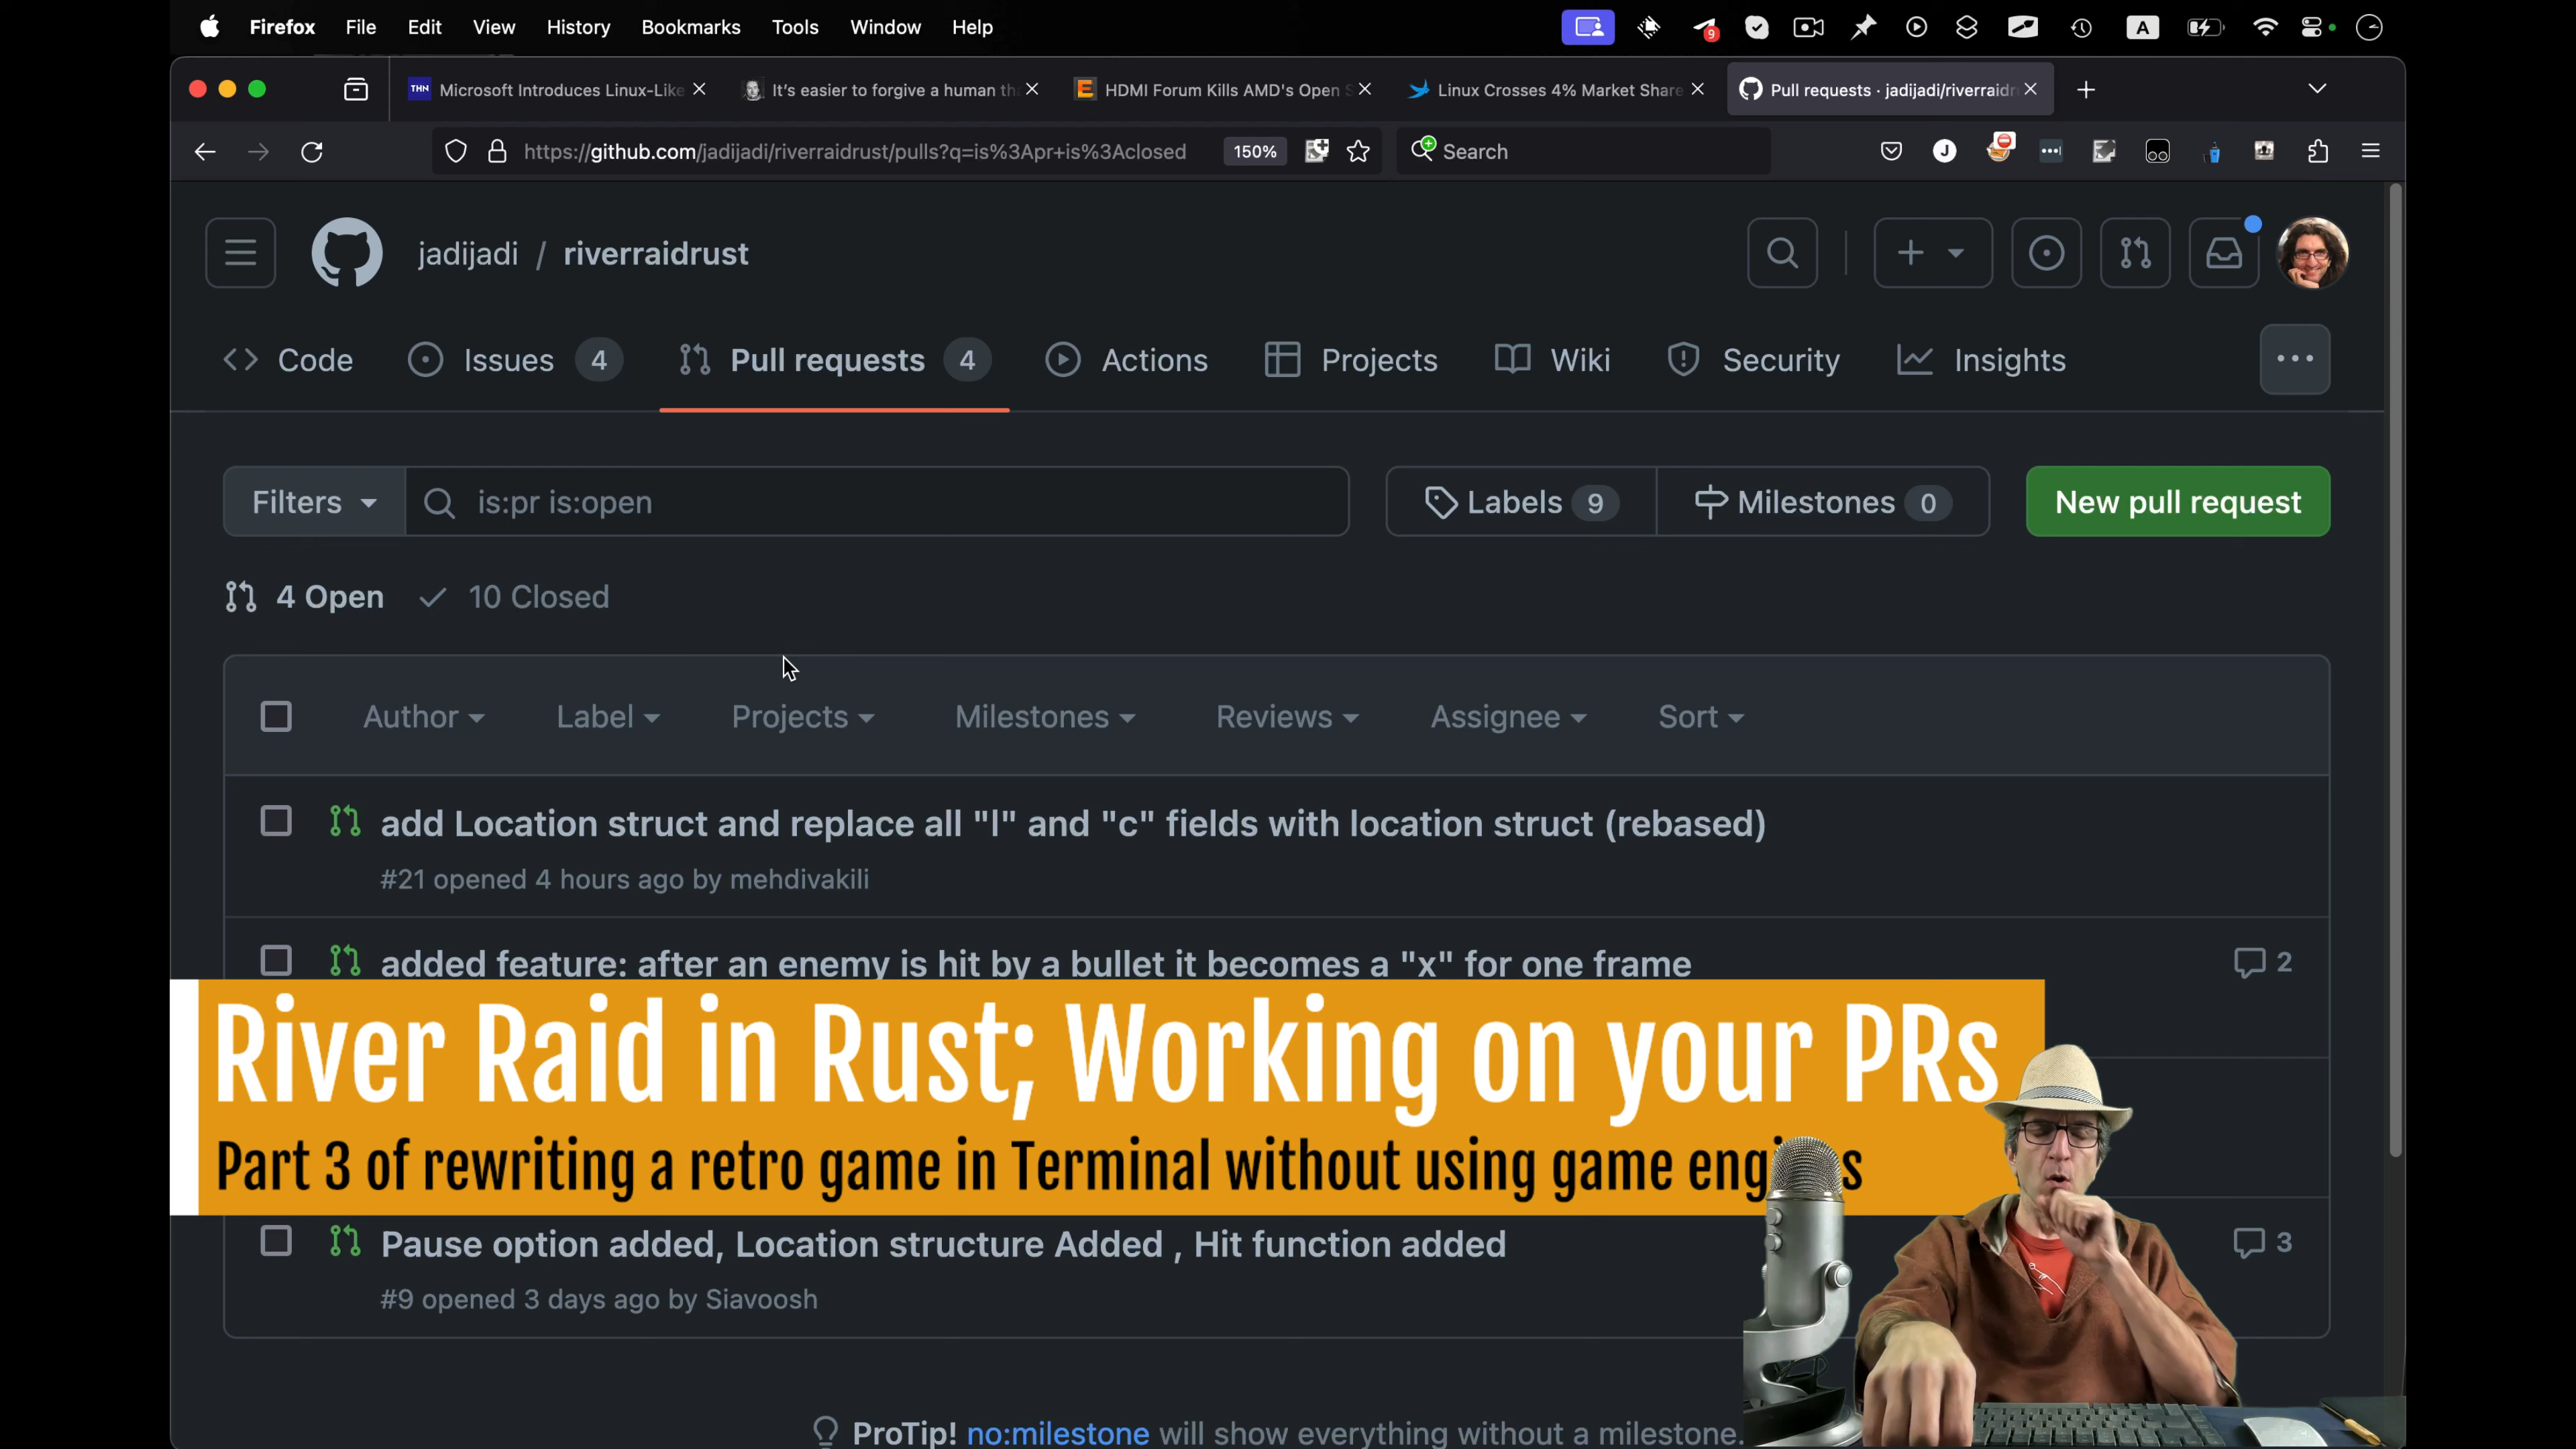 Firefox File Edit View History Bookmarks Tools Window Help
9
A
THN Microsoft Introduces Linux-Like
It's easier to forgive a human th
E HDMI Forum Kills AMD's Open S
Linux Crosses 4% Market Share
Pull requests · jadijadi/riverraidr
https://github.com/jadijadi/riverraidrust/pulls?q=is%3Apr+is%3Aclosed
150%
Search
J
jadijadi / riverraidrust
Code
Issues 4
Pull requests 4
Actions
Projects
Wiki
Security
Insights
Filters
is:pr is:open
Labels 9
Milestones 0
New pull request
4 Open
10 Closed
Author
Label
Projects
Milestones
Reviews
Assignee
Sort
add Location struct and replace all "l" and "c" fields with location struct (rebased)
#21 opened 4 hours ago by mehdivakili
added feature: after an enemy is hit by a bullet it becomes a "x" for one frame
2
River Raid in Rust; Working on your PRs
Part 3 of rewriting a retro game in Terminal without using game
Pause option added, Location structure Added , Hit function added
3
#9 opened 3 days ago by Siavoosh
ProTip! no:milestone will show everything without a milestone.